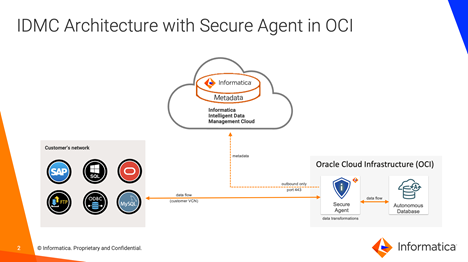 IDMC Architecture with Secure Agent in OCI
Informatica
Metadata
Informatica
Intelligent Data
Management Cloud
Customer's network
SAP
SQL
FTP
ODBC
MySQL
metadata
outbound only
port 443
data flow
(customer VCN)
Oracle Cloud Infrastructure (OCI)
Secure
Agent
data transformations
data flow
Autonomous
Database
2
© Informatica. Proprietary and Confidential.
Informatica